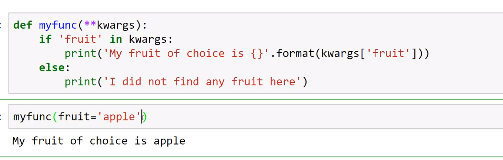 def myfunc(**kwargs):
    if 'fruit' in kwargs:
        print('My fruit of choice is {}'.format(kwargs['fruit']))
    else:
        print('I did not find any fruit here')
myfunc(fruit='apple')
My fruit of choice is apple